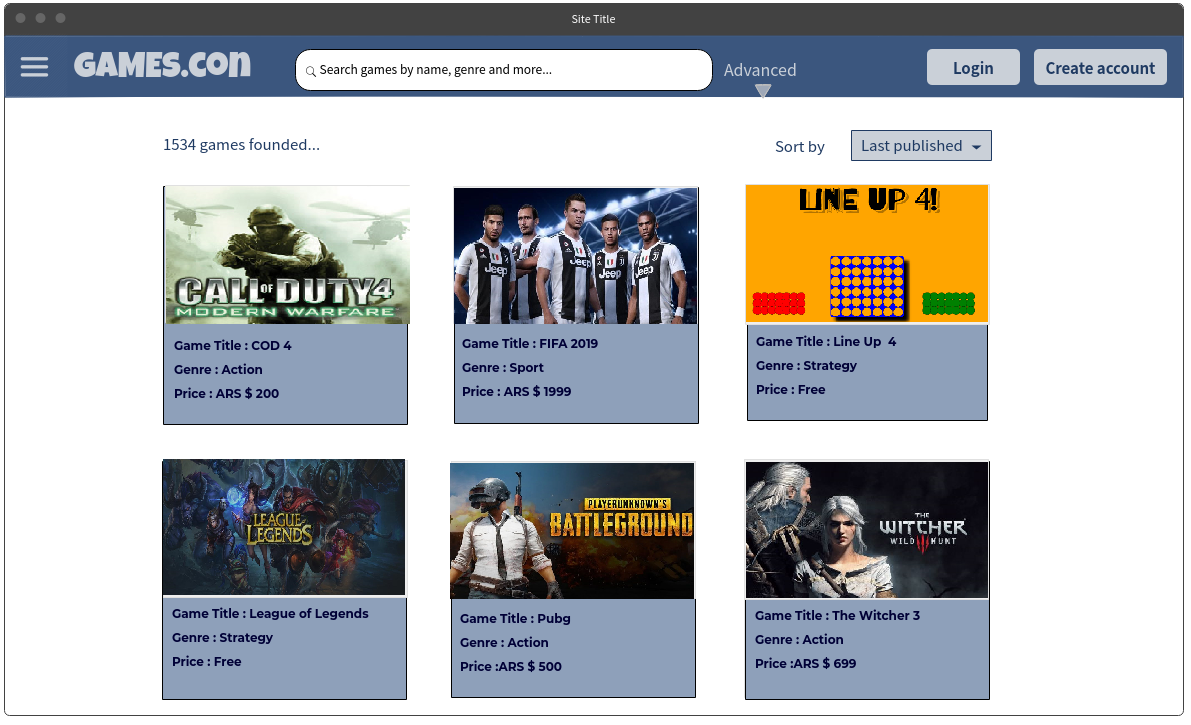 Site Title
GAMES.con
Search games by name, genre and more...
Advanced
Login
Create account
1534 games founded...
Sort by
Last published
CALL OF DUTY 4
MODERN WARFARE
Jeep
Jeep
Jeep
Jeep
LINE UP 4!
Game Title : COD 4
Genre : Action
Price : ARS $ 200
Game Title : FIFA 2019
Genre : Sport
Price : ARS $ 1999
Game Title : Line Up 4
Genre : Strategy
Price : Free
LEAGUE
OF
LEGENDS
PLAYERUNKNOWN'S
BATTLEGROUND
THE
WITCHER
WILD HUNT
Game Title : League of Legends
Genre : Strategy
Price : Free
Game Title : Pubg
Genre : Action
Price :ARS $ 500
Game Title : The Witcher 3
Genre : Action
Price :ARS $ 699